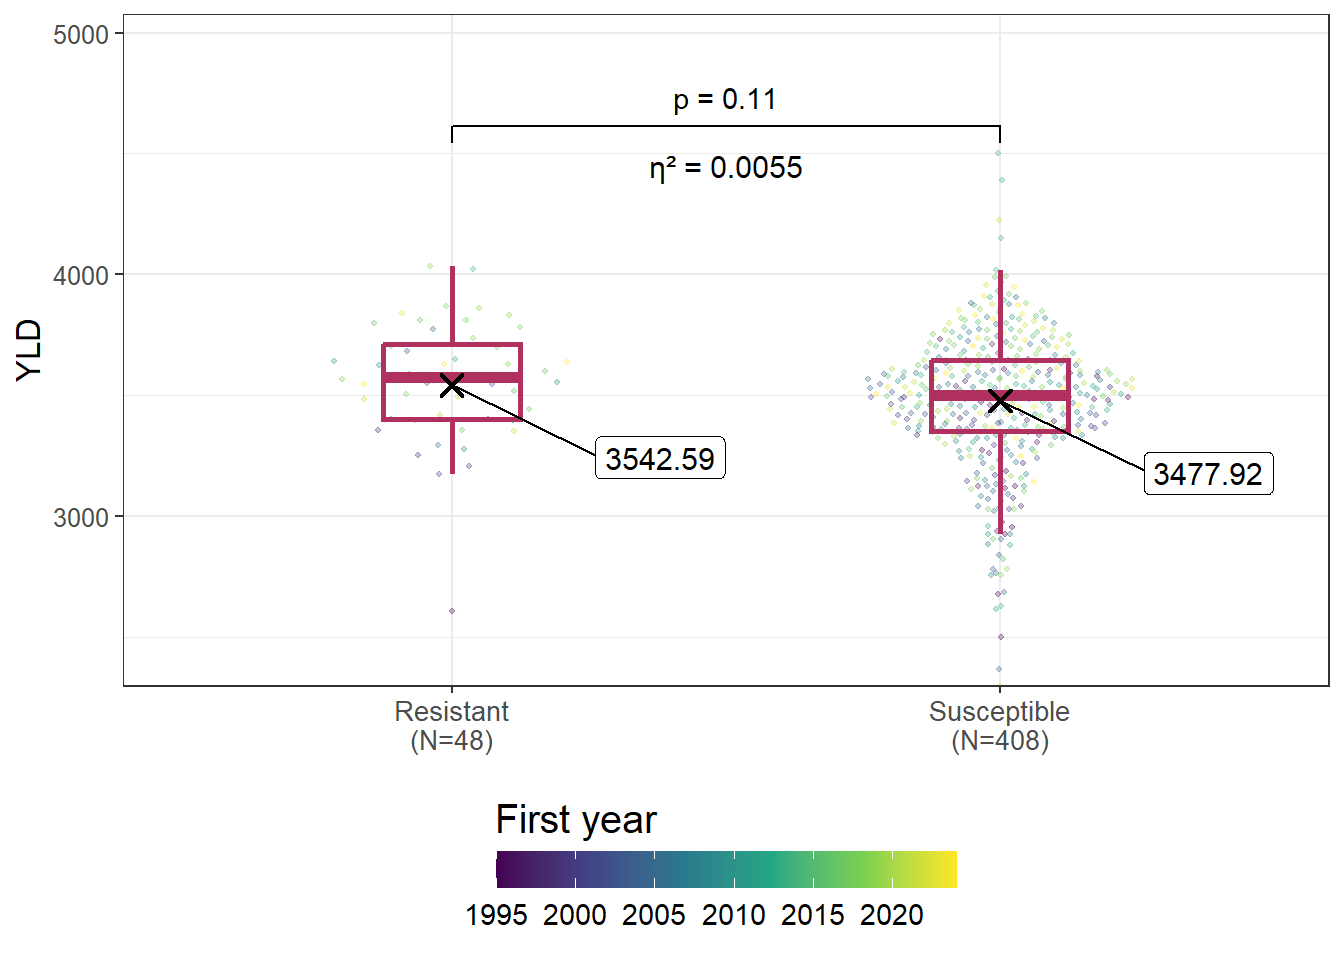 5000
4000
3000
YLD
p = 0.11
η² = 0.0055
3542.59
3477.92
Resistant
(N=48)
Susceptible
(N=408)
First year
1995 2000 2005 2010 2015 2020